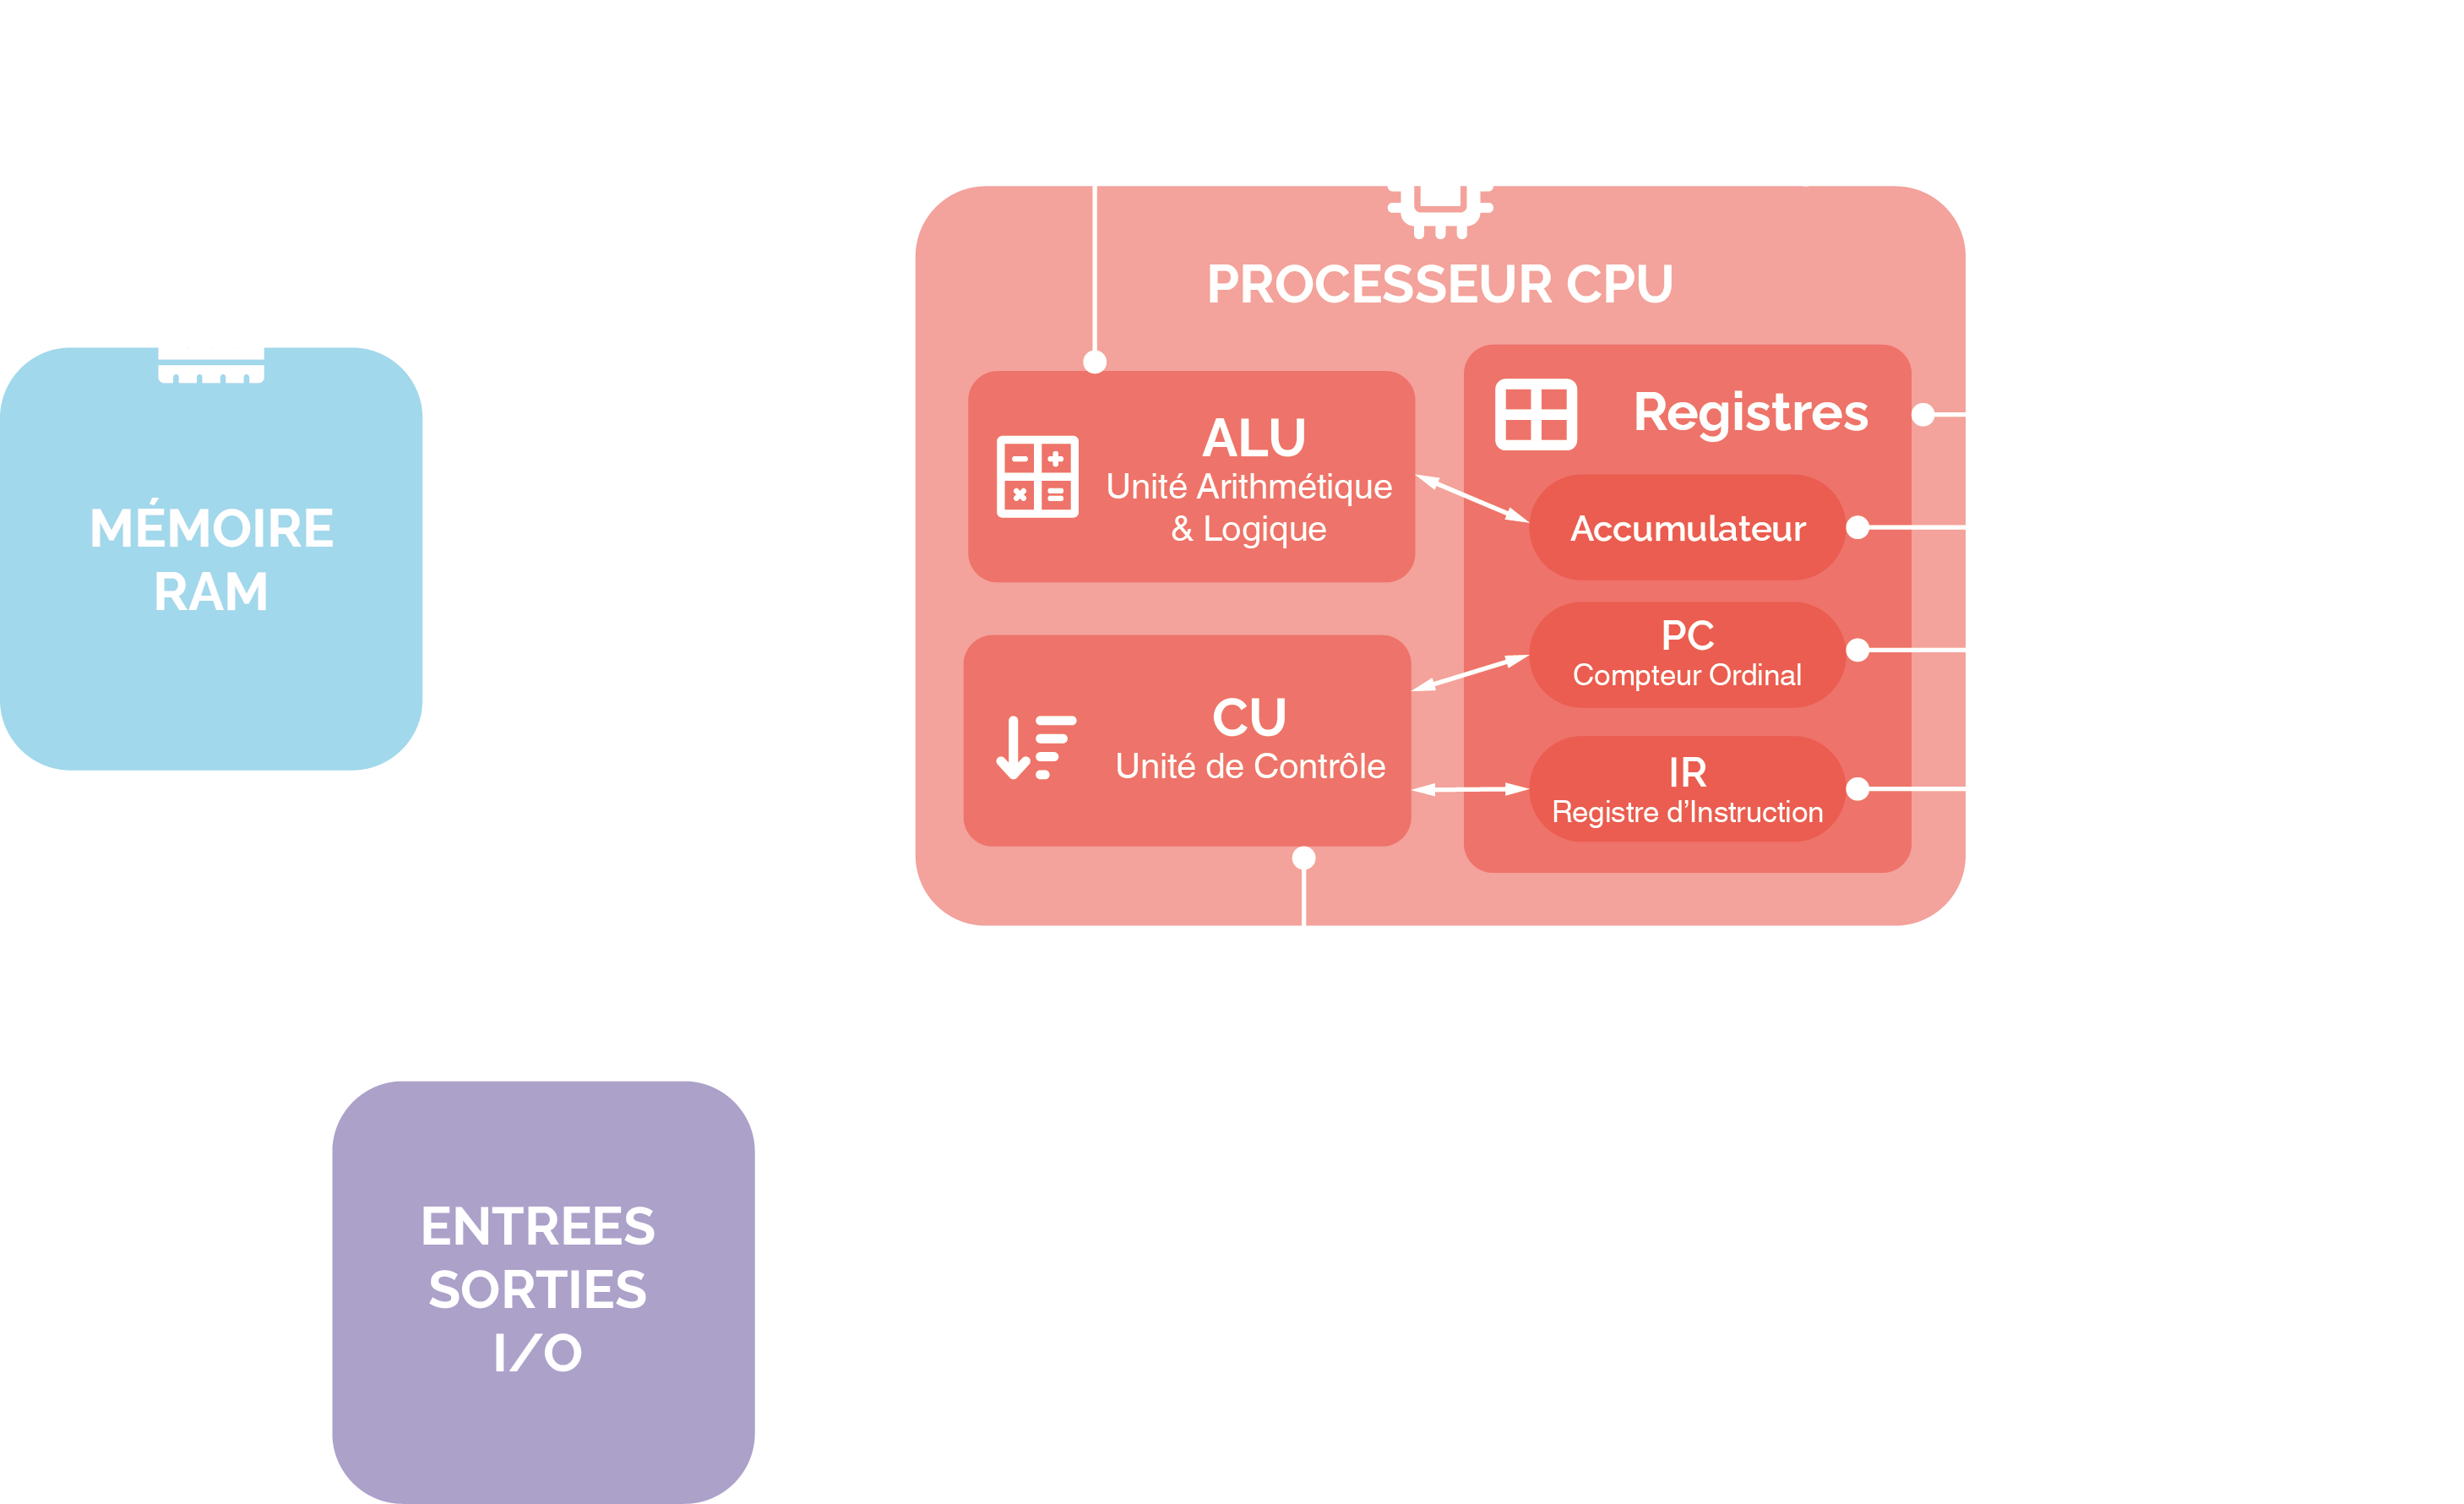 PROCESSEUR CPU
MÉMOIRE
RAM
ALU
Unité Arithmétique
& Logique
CU
Unité de Contrôle
Registres
Accumulateur
PC
Compteur Ordinal
IR
Registre d’Instruction
ENTREES
SORTIES
I/O